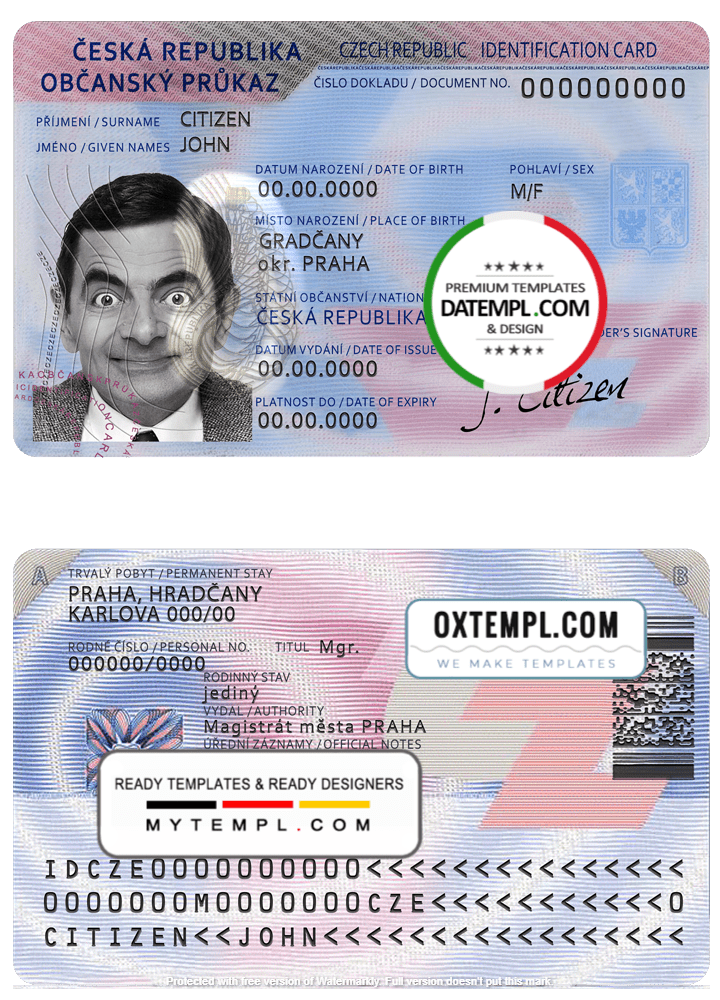 ČESKÁ REPUBLIKA
CZECH REPUBLIC IDENTIFICATION CARD
OBČANSKÝ PRŮKAZ
ČÍSLO DOKLADU / DOCUMENT NO.
000000000
PŘÍJMENÍ / SURNAME CITIZEN
JMÉNO / GIVEN NAMES JOHN
DATUM NAROZENÍ / DATE OF BIRTH
POHLAVÍ / SEX
00.00.0000
M/F
MÍSTO NAROZENÍ / PLACE OF BIRTH
GRADČANY
okr. PRAHA
STÁTNÍ OBČANSTVÍ / NATION
ČESKÁ REPUBLIKA
DER'S SIGNATURE
DATUM VYDÁNÍ / DATE OF ISSUE
00.00.0000
PLATNOST DO / DATE OF EXPIRY
00.00.0000
J. Citizen
PREMIUM TEMPLATES
DATEMPL.COM
& DESIGN
A
B
TRVALÝ POBYT / PERMANENT STAY
PRAHA, HRADČANY
KARLOVA 000/00
RODNÉ ČÍSLO / PERSONAL NO.
TITUL Mgr.
000000/0000
RODINNÝ STAV
jediný
VYDAL / AUTHORITY
Magistrát města PRAHA
ÚŘEDNÍ ZÁZNAMY / OFFICIAL NOTES
OXTEMPL.COM
WE MAKE TEMPLATES
READY TEMPLATES & READY DESIGNERS
MYTEMPL.COM
IDCZE0000000000<<<<<<<<<<<<<<<
0000000M0000000CZE<<<<<<<<<<<0
CITIZEN<<JOHN<<<<<<<<<<<<<<<<<
Protected with free version of Watermarkly. Full version doesn't put this mark.